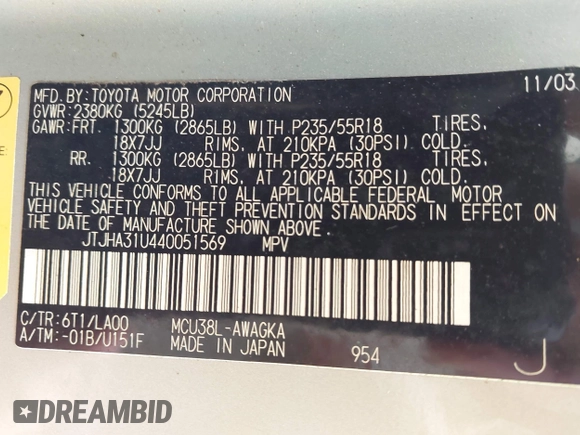 MFD.BY:TOYOTA MOTOR CORPORATION 11/03
GVWR:2380KG (5245LB)
GAWR:FRT. 1300KG (2865LB) WITH P235/55R18 TIRES,
18X7JJ RIMS, AT 210KPA (30PSI) COLD.
RR. 1300KG (2865LB) WITH P235/55R18 TIRES,
18X7JJ RIMS, AT 210KPA (30PSI) COLD.
THIS VEHICLE CONFORMS TO ALL APPLICABLE FEDERAL MOTOR
VEHICLE SAFETY AND THEFT PREVENTION STANDARDS IN EFFECT ON
THE DATE OF MANUFACTURE SHOWN ABOVE.
JTJHA31U440051569 MPV
C/TR:6T1/LA00 MCU38L-AWAGKA
A/TM:-01B/U151F MADE IN JAPAN 954 J
DREAMBID